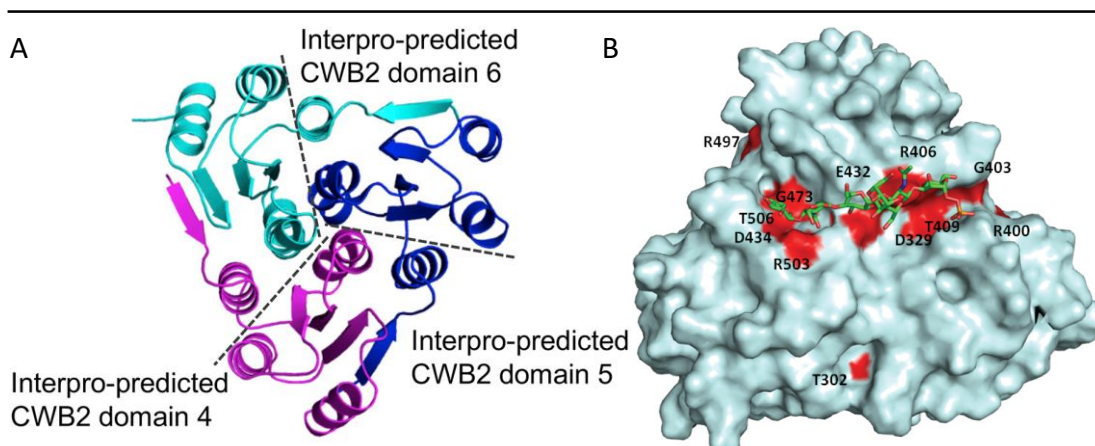 A
Interpro-predicted
CWB2 domain 6
Interpro-predicted
CWB2 domain 5
Interpro-predicted
CWB2 domain 4
B
R497
E432
R406
G403
G473
T506
D434
R503
D329
T409
R400
T302